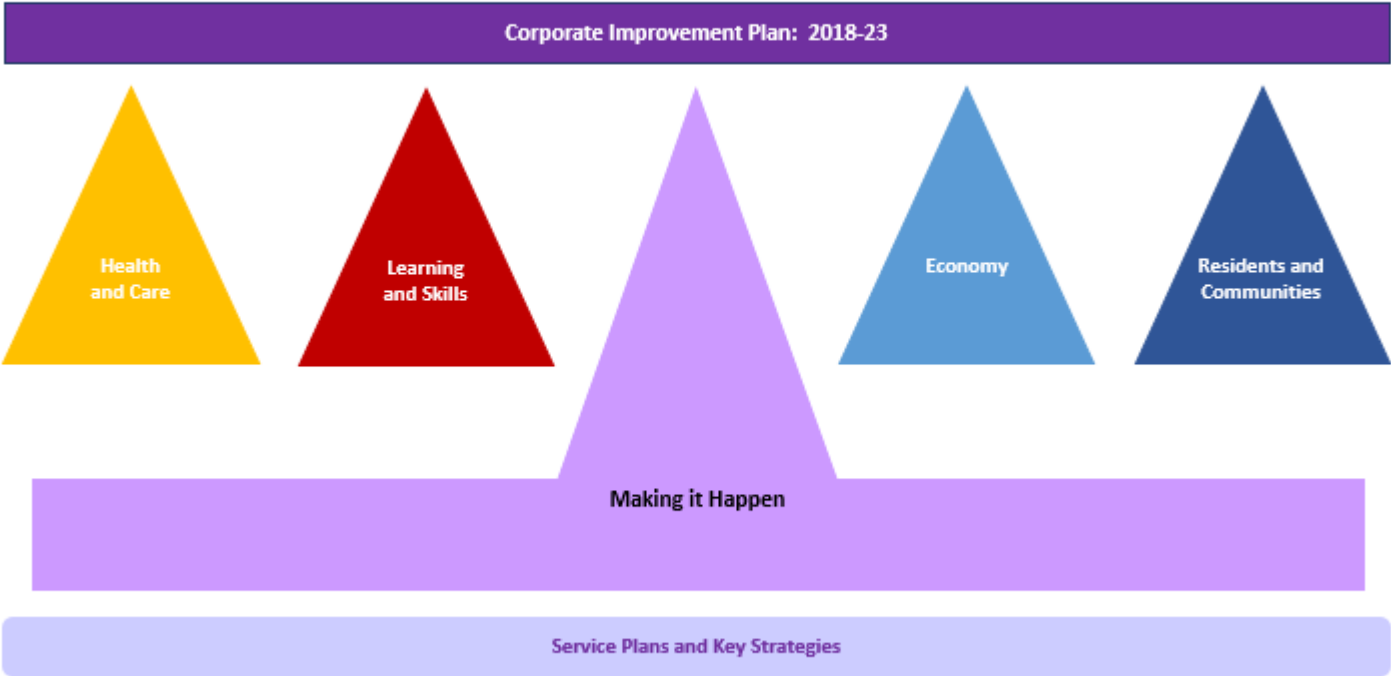 Corporate Improvement Plan:  2018-23
Health
and Care
Learning
and Skills
Economy
Residents and
Communities
Making it Happen
Service Plans and Key Strategies